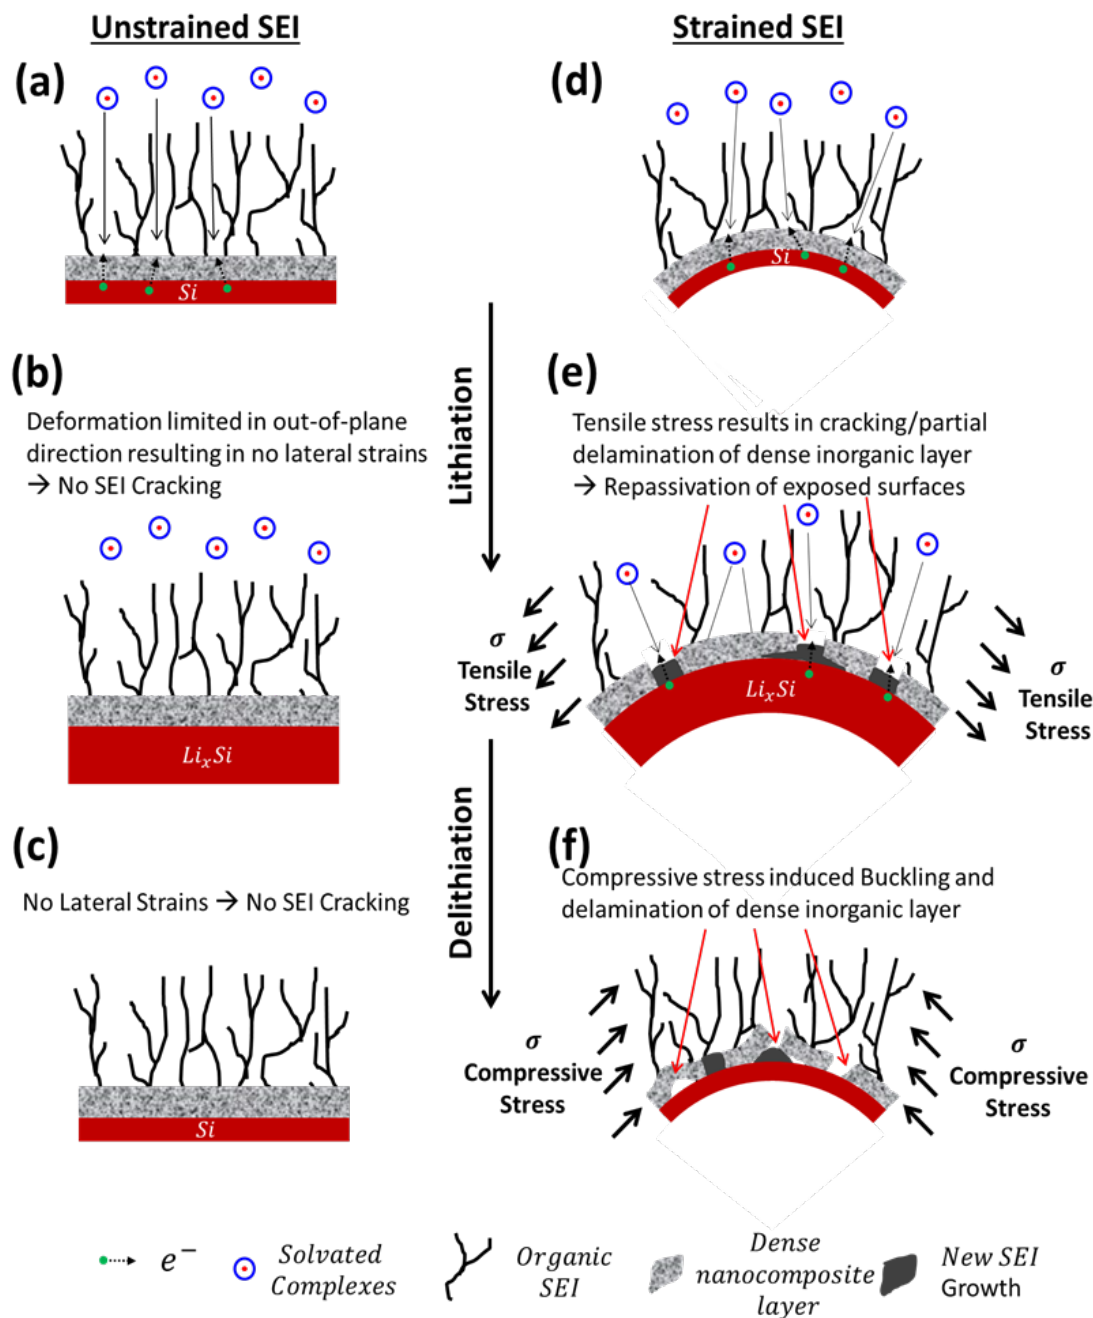 Unstrained SEI
Strained SEI
(a)
Si
(d)
Si
Lithiation
(b)
Deformation limited in out-of-plane
direction resulting in no lateral strains
→ No SEI Cracking
LiₓSi
(e)
Tensile stress results in cracking/partial
delamination of dense inorganic layer
→ Repassivation of exposed surfaces
σ
Tensile
Stress
LiₓSi
σ
Tensile
Stress
Delithiation
(c)
No Lateral Strains → No SEI Cracking
Si
(f)
Compressive stress induced Buckling and
delamination of dense inorganic layer
σ
Compressive
Stress
σ
Compressive
Stress
e⁻
Solvated
Complexes
Organic
SEI
Dense
nanocomposite
layer
New SEI
Growth